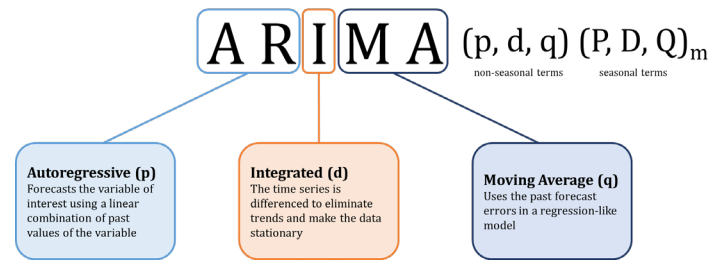 A R I M A (p, d, q) (P, D, Q)m
non-seasonal terms seasonal terms
Autoregressive (p)
Forecasts the variable of
interest using a linear
combination of past
values of the variable
Integrated (d)
The time series is
differenced to eliminate
trends and make the data
stationary
Moving Average (q)
Uses the past forecast
errors in a regression-like
model